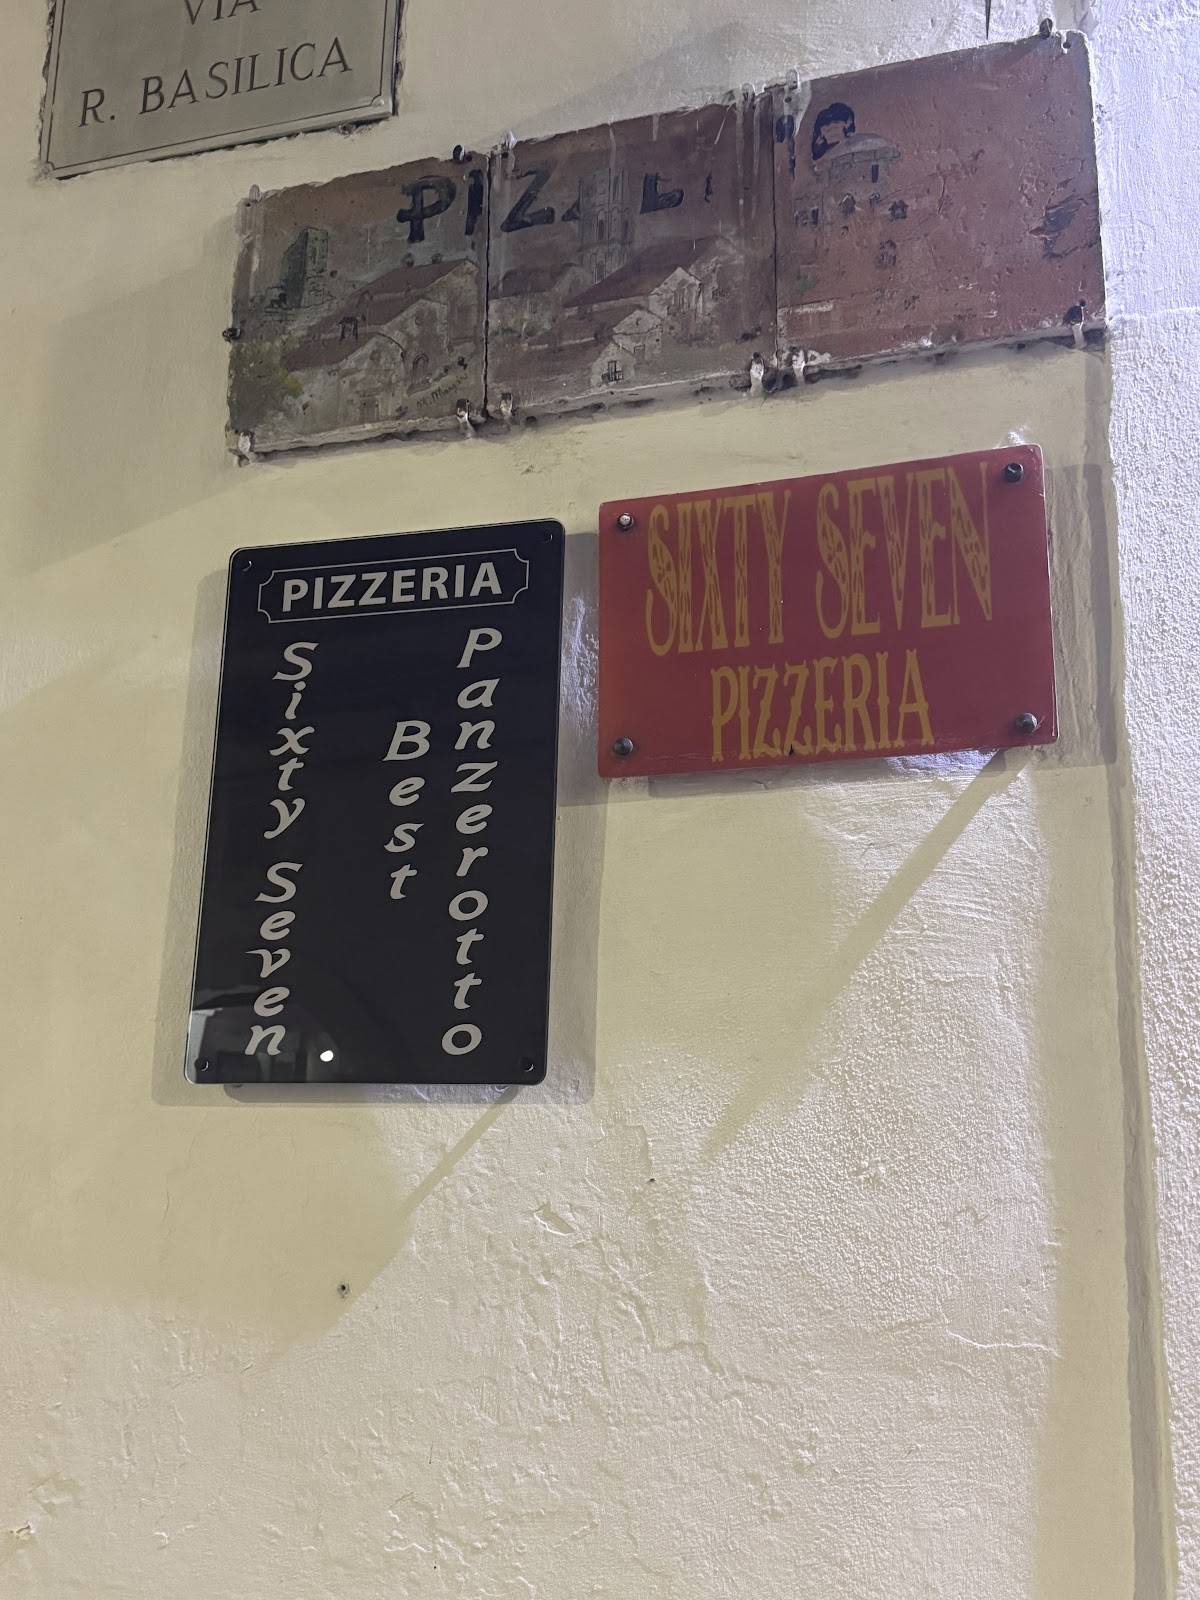 VIA
R. BASILICA
SIXTY SEVEN
PIZZERIA
PIZZERIA
Sixty Seven
Best
Panzerotto